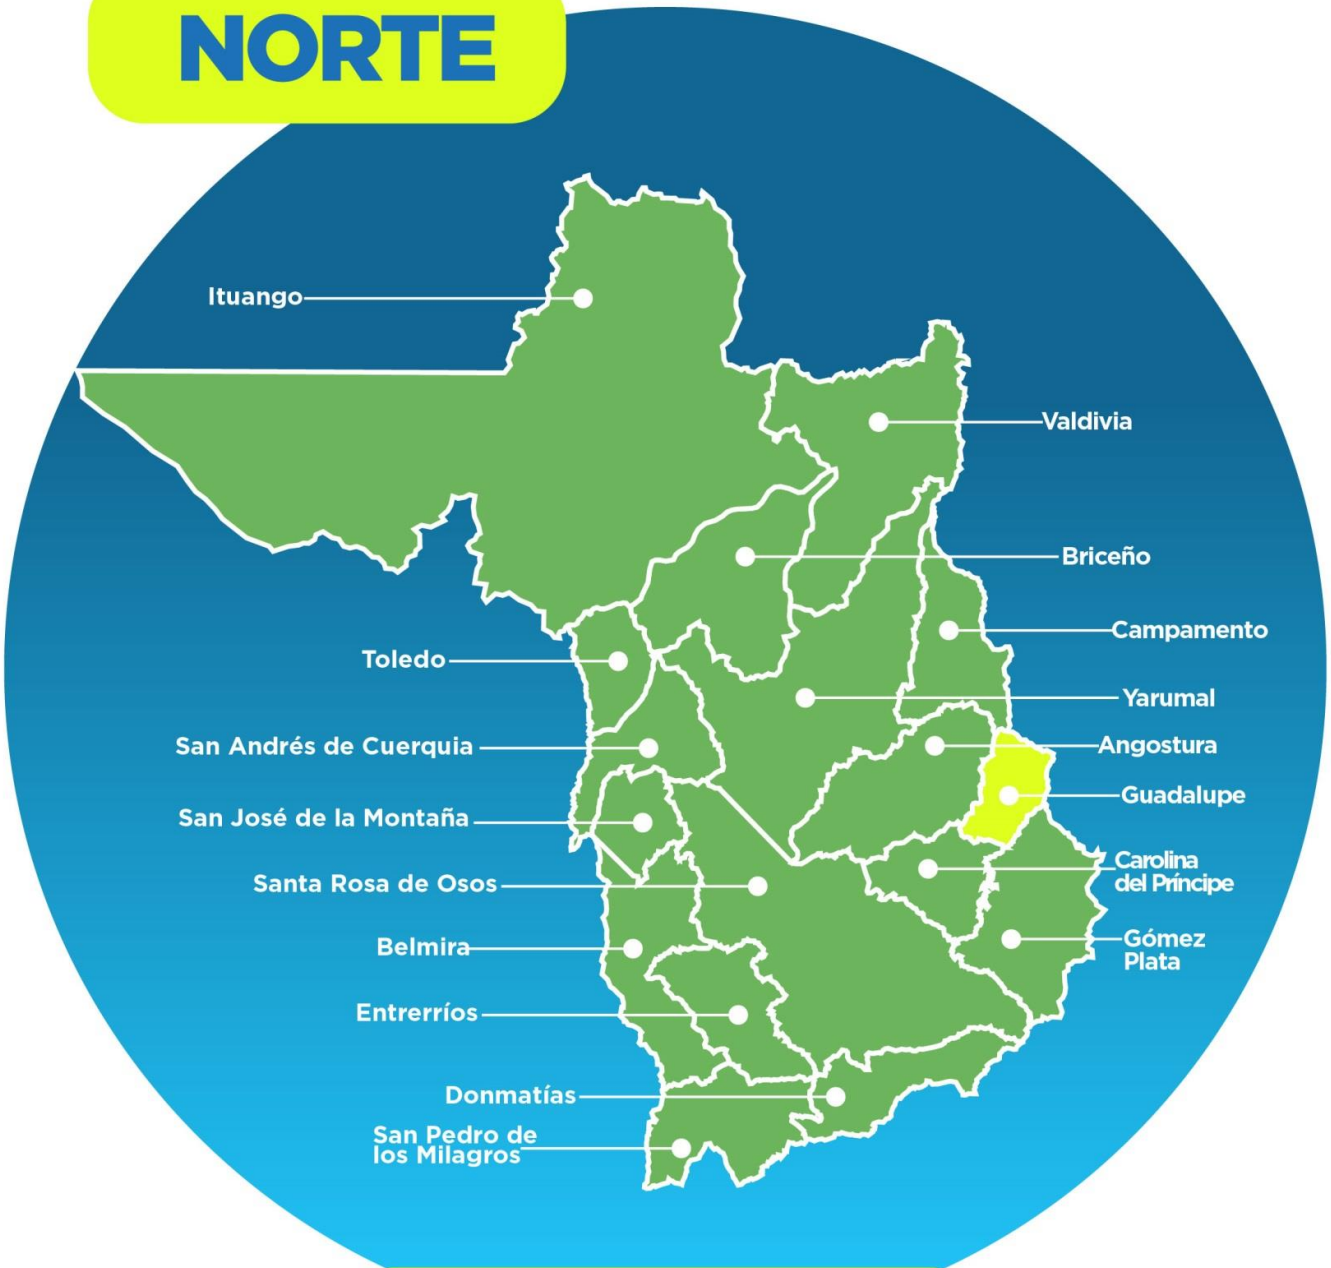 NORTE
Ituango
Valdivia
Briceño
Campamento
Toledo
Yarumal
San Andrés de Cuerquia
Angostura
Guadalupe
San José de la Montaña
Carolina
del Príncipe
Santa Rosa de Osos
Belmira
Gómez
Plata
Entrerríos
Donmatías
San Pedro de
los Milagros